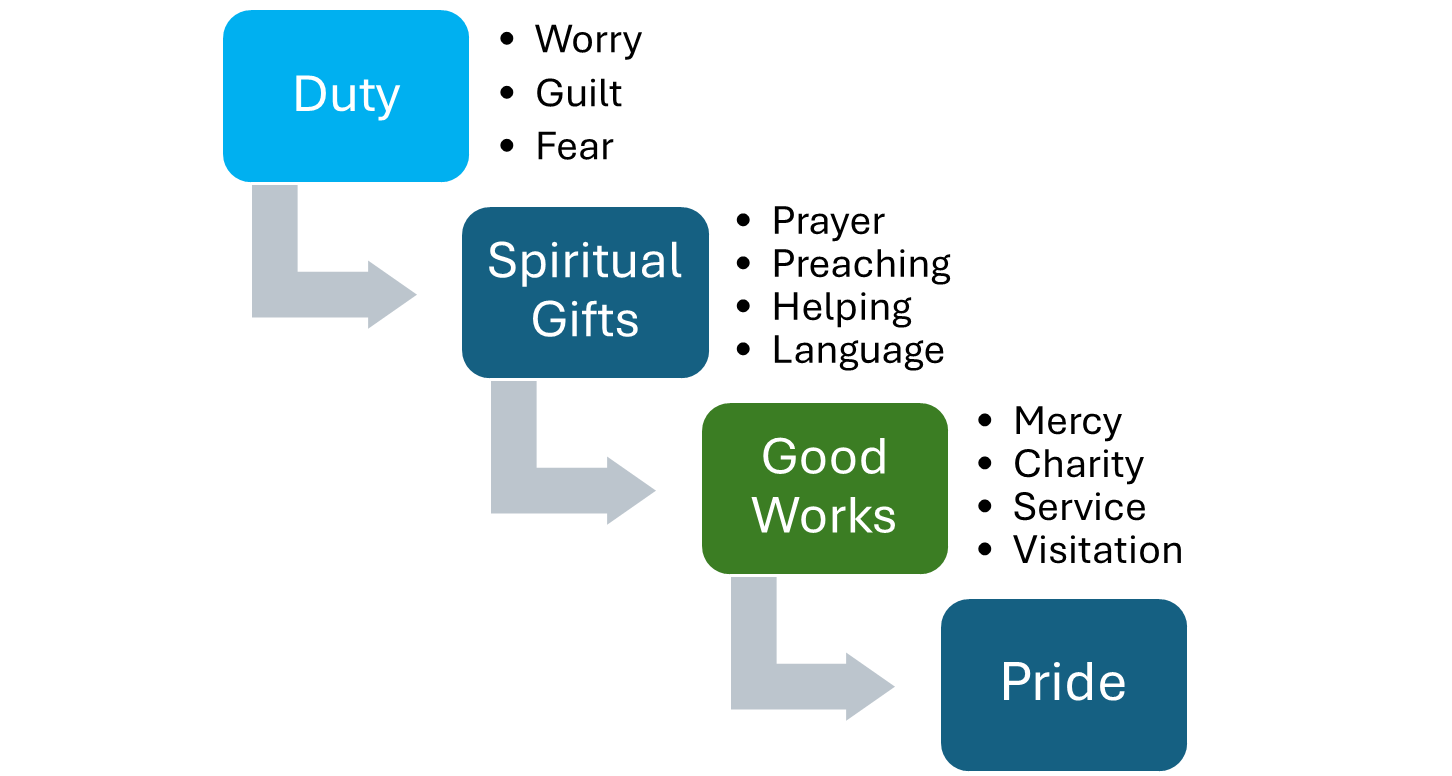 Duty
• Worry
• Guilt
• Fear
Spiritual
Gifts
• Prayer
• Preaching
• Helping
• Language
Good
Works
• Mercy
• Charity
• Service
• Visitation
Pride